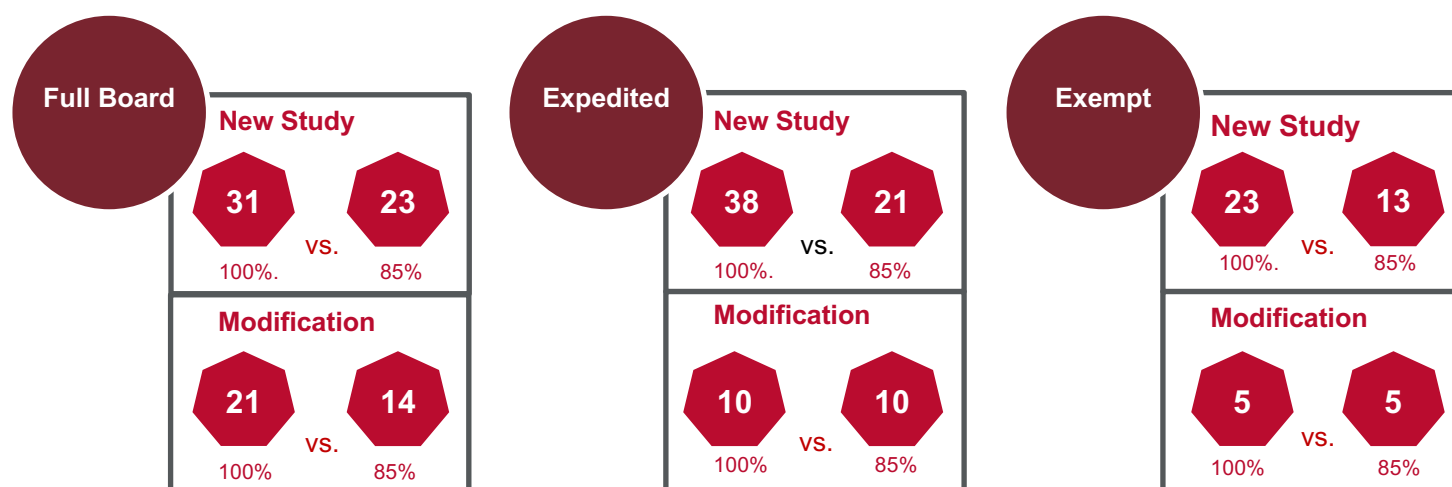 Full Board
New Study
31
23
vs.
100%.
85%
Modification
21
14
vs.
100%
85%
Expedited
New Study
38
21
vs.
100%.
85%
Modification
10
10
vs.
100%
85%
Exempt
New Study
23
13
vs.
100%.
85%
Modification
5
5
vs.
100%
85%